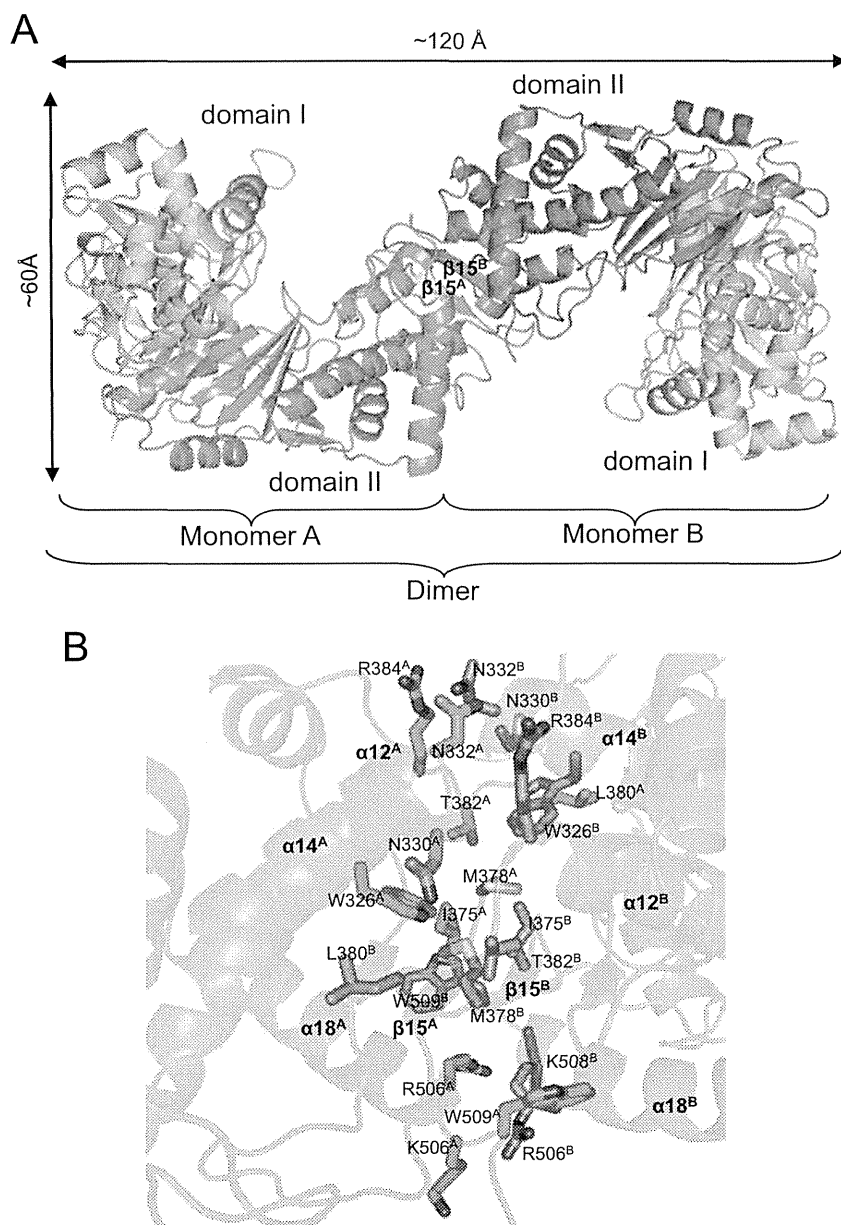 A
~120 Å
domain II
domain I
~60Å
β15ᴮ
β15ᴬ
domain I
domain II
Monomer A
Monomer B
Dimer
B
R384ᴬ
N332ᴮ
N330ᴮ
R384ᴮ
α12ᴬ
N332ᴬ
α14ᴮ
L380ᴬ
T382ᴬ
W326ᴮ
α14ᴬ
N330ᴬ
M378ᴬ
W326ᴬ
I375ᴬ
I375ᴮ
α12ᴮ
L380ᴮ
T382ᴮ
W509ᴮ
β15ᴮ
α18ᴬ
β15ᴬ
M378ᴮ
K508ᴮ
R506ᴬ
W509ᴬ
α18ᴮ
K506ᴬ
R506ᴮ